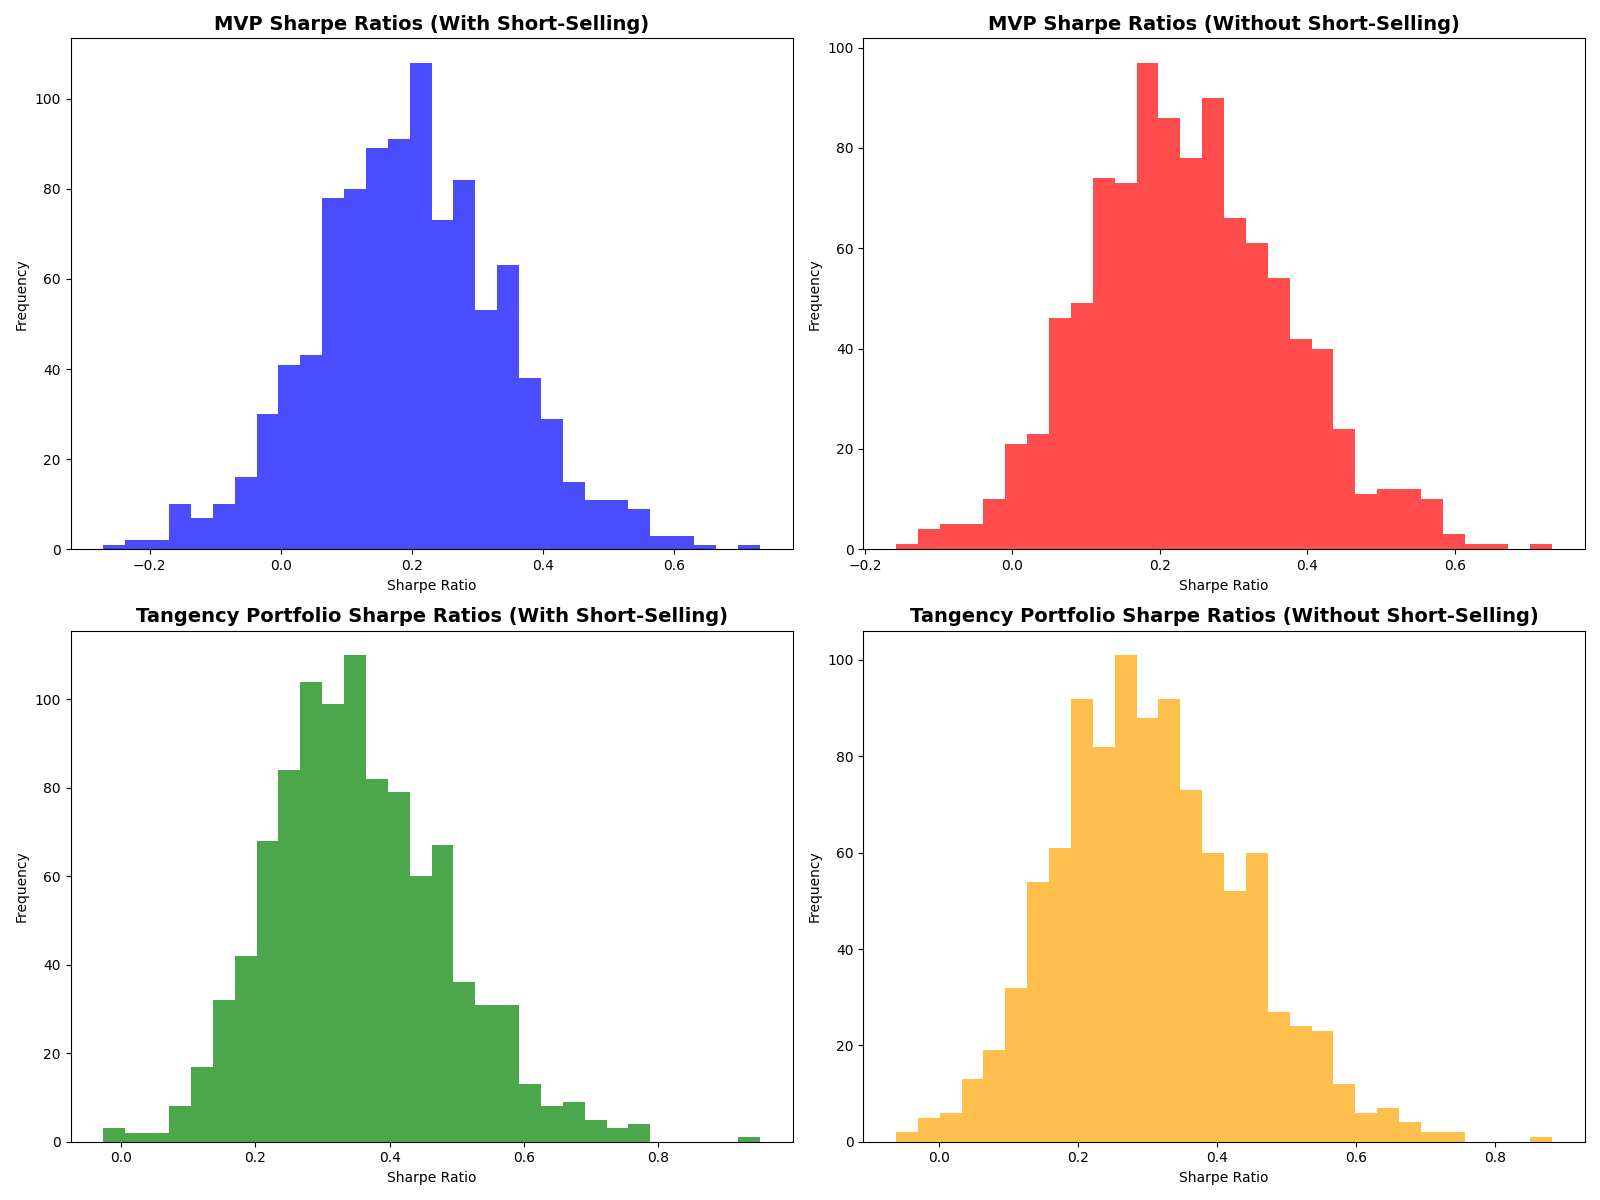 MVP Sharpe Ratios (With Short-Selling)
Frequency
100
80
60
40
20
0
−0.2 0.0 0.2 0.4 0.6
Sharpe Ratio
MVP Sharpe Ratios (Without Short-Selling)
Frequency
100
80
60
40
20
0
−0.2 0.0 0.2 0.4 0.6
Sharpe Ratio
Tangency Portfolio Sharpe Ratios (With Short-Selling)
Frequency
100
80
60
40
20
0
0.0 0.2 0.4 0.6 0.8
Sharpe Ratio
Tangency Portfolio Sharpe Ratios (Without Short-Selling)
Frequency
100
80
60
40
20
0
0.0 0.2 0.4 0.6 0.8
Sharpe Ratio